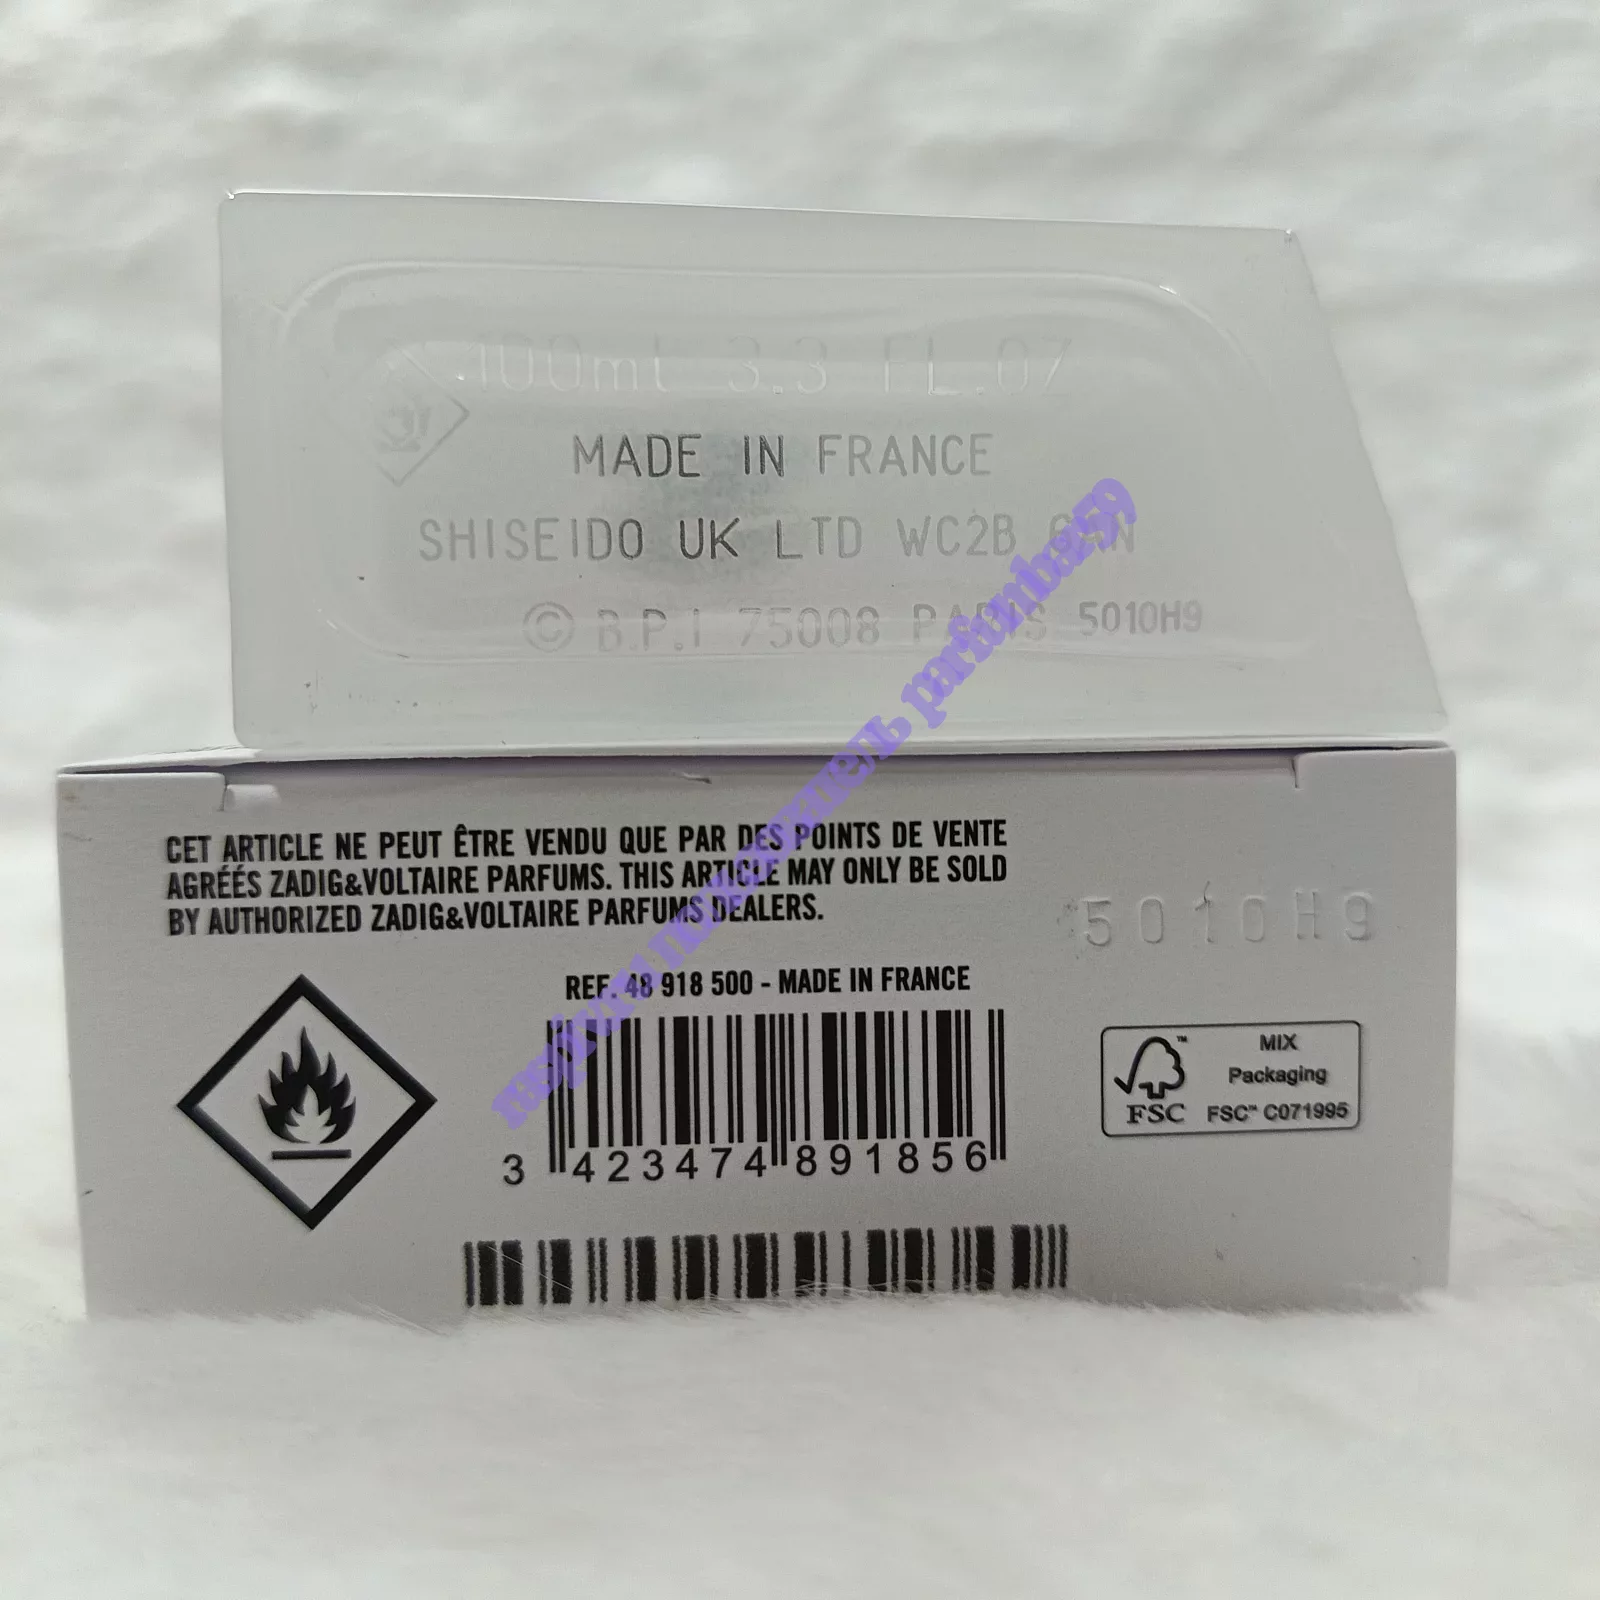 100ml 3.3 FL.OZ
MADE IN FRANCE
SHISEIDO UK LTD WC2B 6AN
© B.P.I 75008 PARIS 5010H9
CET ARTICLE NE PEUT ÊTRE VENDU QUE PAR DES POINTS DE VENTE
AGRÉÉS ZADIG&VOLTAIRE PARFUMS. THIS ARTICLE MAY ONLY BE SOLD
BY AUTHORIZED ZADIG&VOLTAIRE PARFUMS DEALERS.
5010H9
REF. 48 918 500 - MADE IN FRANCE
3 423474 891856
FSC™
MIX
Packaging
FSC™ C071995
parfumba259